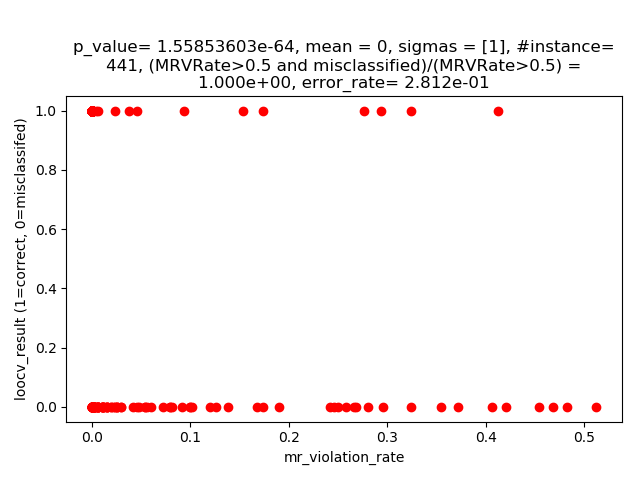 p_value= 1.55853603e-64, mean = 0, sigmas = [1], #instance=
441, (MRVRate>0.5 and misclassified)/(MRVRate>0.5) =
1.000e+00, error_rate= 2.812e-01
1.0
0.8
0.6
0.4
0.2
0.0
loocv_result (1=correct, 0=misclassifed)
0.0 0.1 0.2 0.3 0.4 0.5
mr_violation_rate